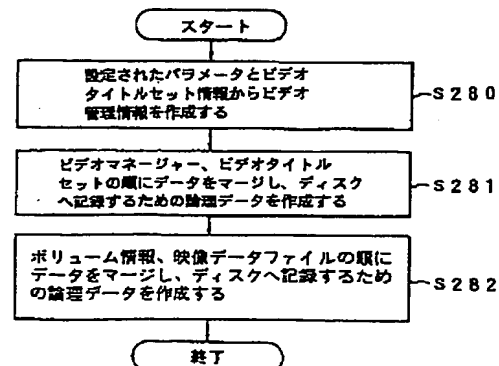 スタート
設定されたパラメータとビデオ
タイトルセット情報からビデオ
管理情報を作成する
S280
ビデオマネージャー、ビデオタイトル
セットの順にデータをマージし、ディスク
へ記録するための論理データを作成する
S281
ボリューム情報、映像データファイルの順に
データをマージし、ディスクへ記録するため
の論理データを作成する
S282
終了